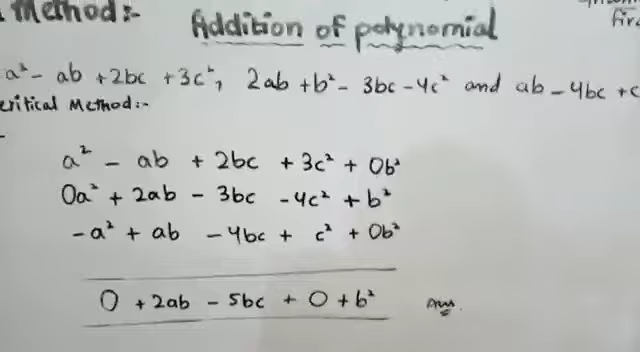 Method:-
Addition of polynomial
a² - ab + 2bc + 3c², 2ab + b² - 3bc - 4c² and ab - 4bc + c
Method:-
a² - ab + 2bc + 3c² + 0b²
0a² + 2ab - 3bc - 4c² + b²
-a² + ab - 4bc + c² + 0b²
0 + 2ab - 5bc + 0 + b² Ans.